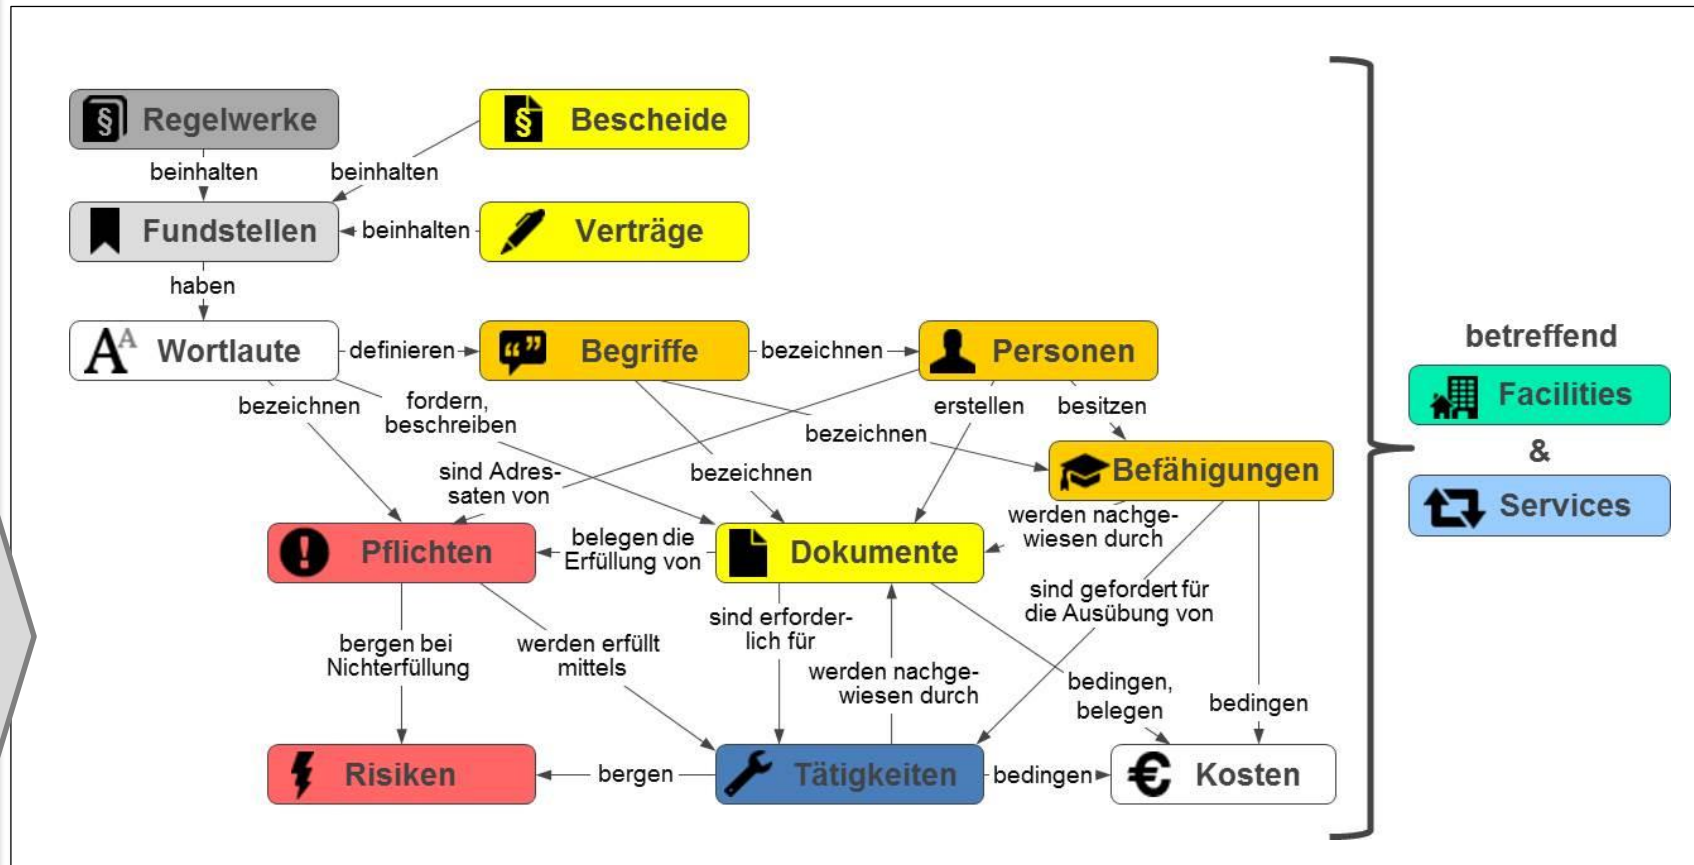 § Regelwerke
§ Bescheide
beinhalten
beinhalten
Fundstellen
beinhalten
Verträge
haben
AA Wortlaute
definieren
“” Begriffe
bezeichnen
Personen
betreffend
Facilities
&
Services
bezeichnen
fordern,
beschreiben
erstellen
besitzen
bezeichnen
Befähigungen
sind Adres-
saten von
bezeichnen
werden nachge-
wiesen durch
! Pflichten
belegen die
Erfüllung von
Dokumente
sind gefordert für
die Ausübung von
bergen bei
Nichterfüllung
werden erfüllt
mittels
sind erforder-
lich für
werden nachge-
wiesen durch
bedingen,
belegen
bedingen
Risiken
bergen
Tätigkeiten
bedingen
€ Kosten